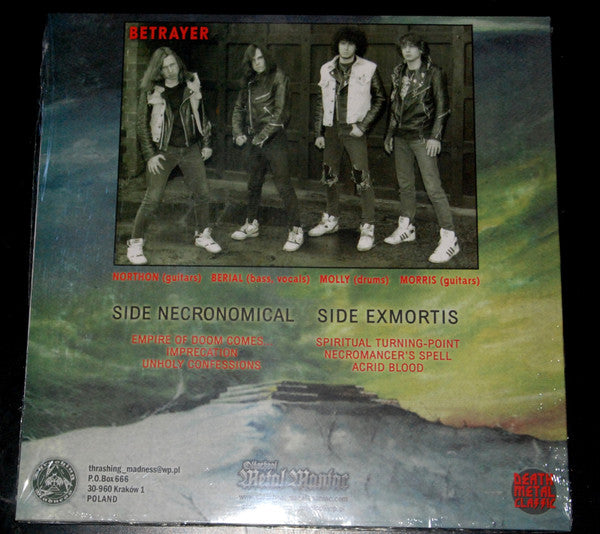 BETRAYER
NORTHON (guitars) BERIAL (bass, vocals) MOLLY (drums) MORRIS (guitars)
SIDE NECRONOMICAL
EMPIRE OF DOOM COMES...
IMPRECATION
UNHOLY CONFESSIONS
SIDE EXMORTIS
SPIRITUAL TURNING-POINT
NECROMANCER'S SPELL
ACRID BLOOD
thrashing_madness@wp.pl
P.O.Box 666
30-960 Kraków 1
POLAND
Oldschool
Metal Maniac
DEATH
METAL
CLASSIC